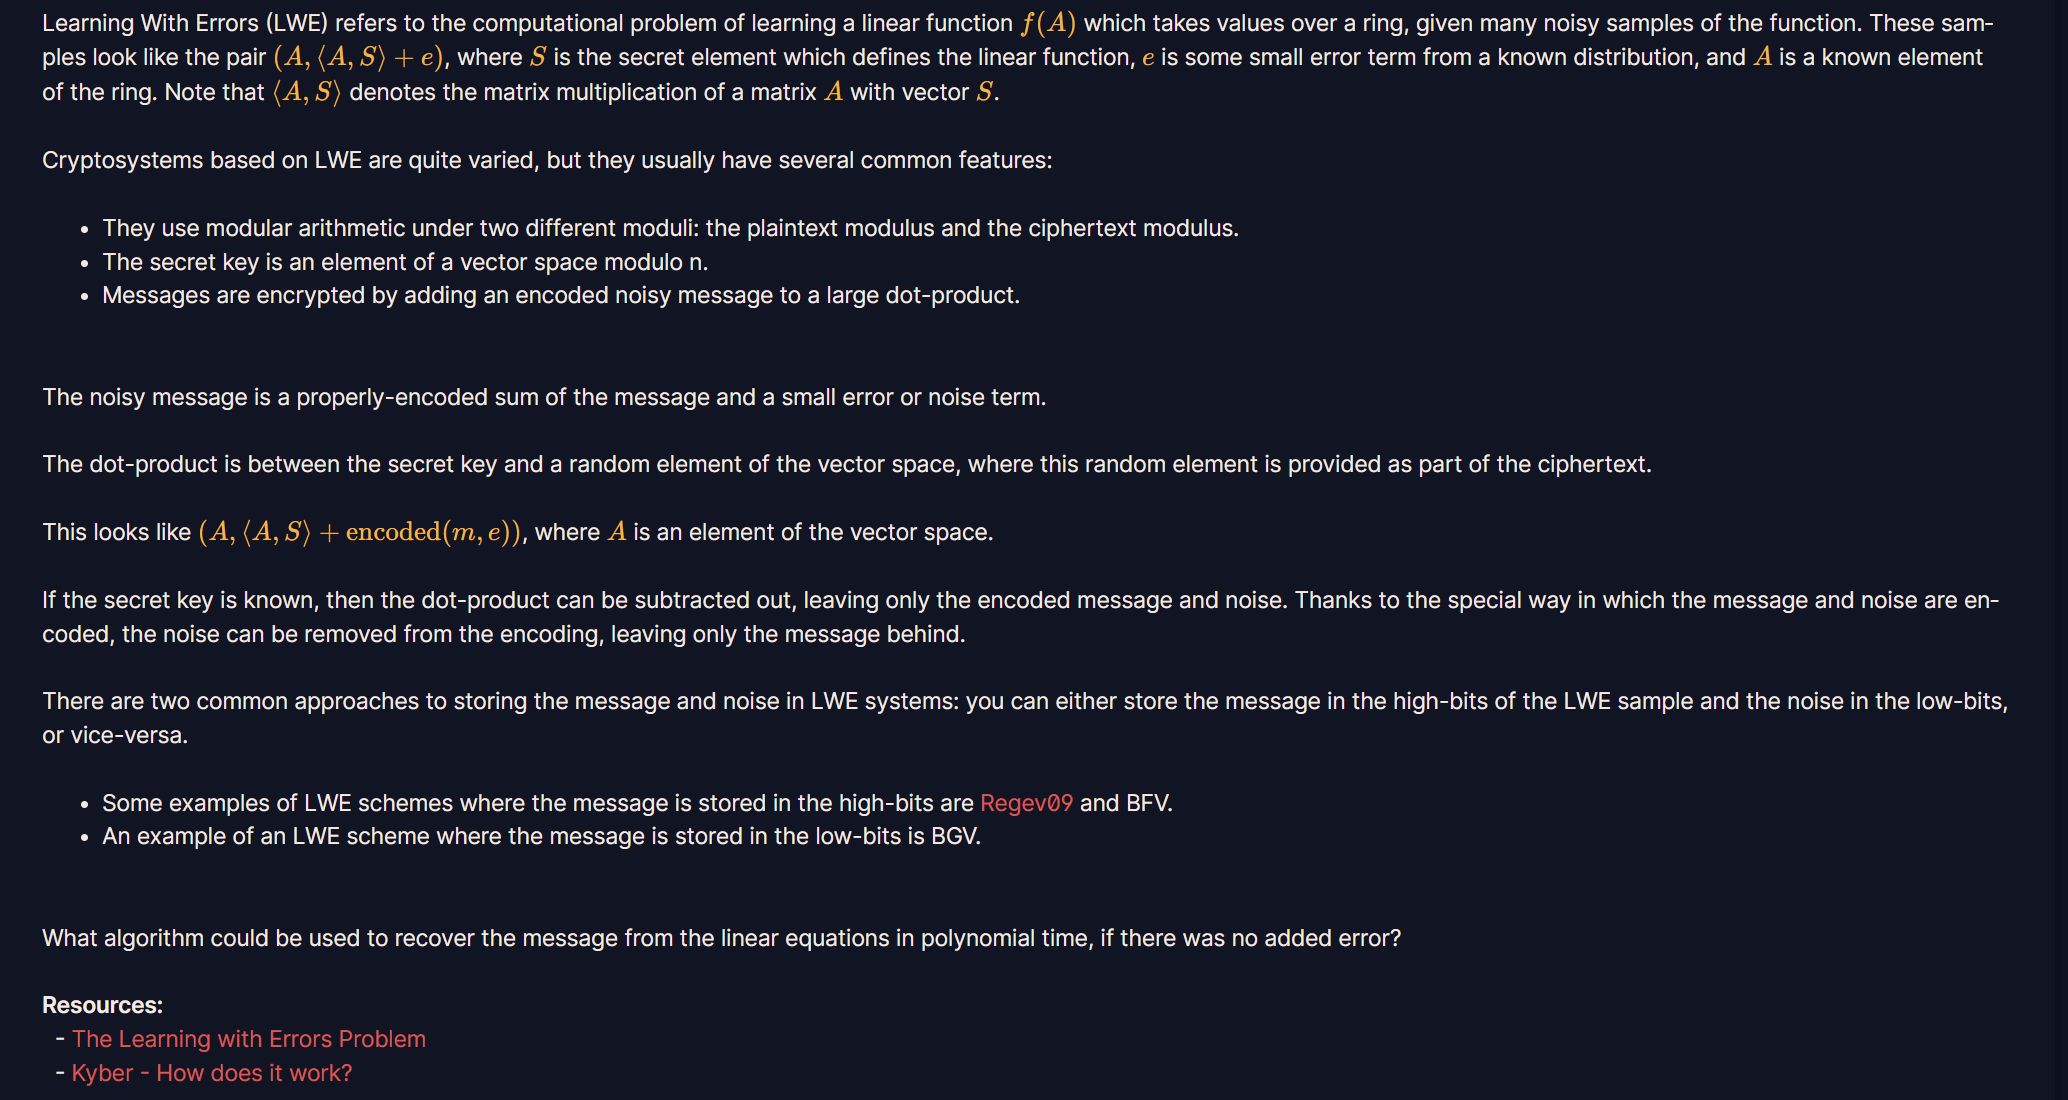 Learning With Errors (LWE) refers to the computational problem of learning a linear function f(A) which takes values over a ring, given many noisy samples of the function. These sam-
ples look like the pair (A, ⟨A, S⟩ + e), where S is the secret element which defines the linear function, e is some small error term from a known distribution, and A is a known element
of the ring. Note that ⟨A, S⟩ denotes the matrix multiplication of a matrix A with vector S.
Cryptosystems based on LWE are quite varied, but they usually have several common features:
• They use modular arithmetic under two different moduli: the plaintext modulus and the ciphertext modulus.
• The secret key is an element of a vector space modulo n.
• Messages are encrypted by adding an encoded noisy message to a large dot-product.
The noisy message is a properly-encoded sum of the message and a small error or noise term.
The dot-product is between the secret key and a random element of the vector space, where this random element is provided as part of the ciphertext.
This looks like (A, ⟨A, S⟩ + encoded(m, e)), where A is an element of the vector space.
If the secret key is known, then the dot-product can be subtracted out, leaving only the encoded message and noise. Thanks to the special way in which the message and noise are en-
coded, the noise can be removed from the encoding, leaving only the message behind.
There are two common approaches to storing the message and noise in LWE systems: you can either store the message in the high-bits of the LWE sample and the noise in the low-bits,
or vice-versa.
• Some examples of LWE schemes where the message is stored in the high-bits are Regev09 and BFV.
• An example of an LWE scheme where the message is stored in the low-bits is BGV.
What algorithm could be used to recover the message from the linear equations in polynomial time, if there was no added error?
Resources:
- The Learning with Errors Problem
- Kyber - How does it work?